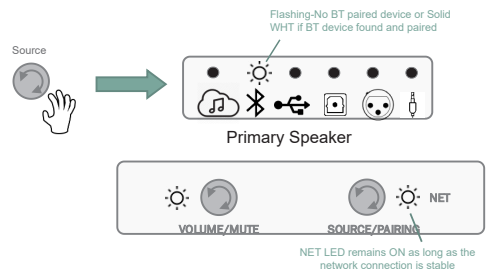 Flashing-No BT paired device or Solid
WHT if BT device found and paired
Source
Primary Speaker
NET
VOLUME/MUTE
SOURCE/PAIRING
NET LED remains ON as long as the
network connection is stable